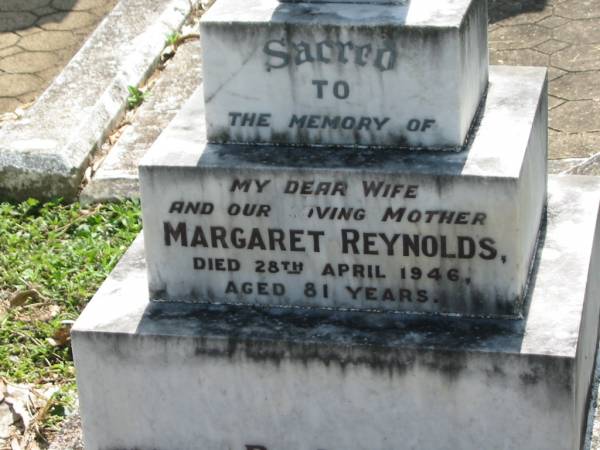 Sacred
TO
THE MEMORY OF
MY DEAR WIFE
AND OUR LOVING MOTHER
MARGARET REYNOLDS,
DIED 28TH APRIL 1946,
AGED 81 YEARS.